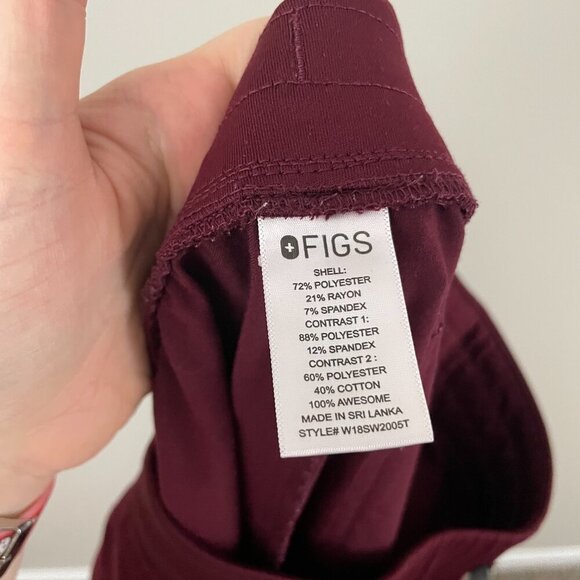 FIGS
SHELL:
72% POLYESTER
21% RAYON
7% SPANDEX
CONTRAST 1:
88% POLYESTER
12% SPANDEX
CONTRAST 2 :
60% POLYESTER
40% COTTON
100% AWESOME
MADE IN SRI LANKA
STYLE# W18SW2005T